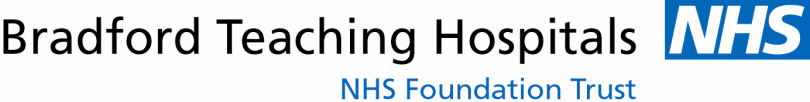 Bradford Teaching Hospitals NHS
NHS Foundation Trust